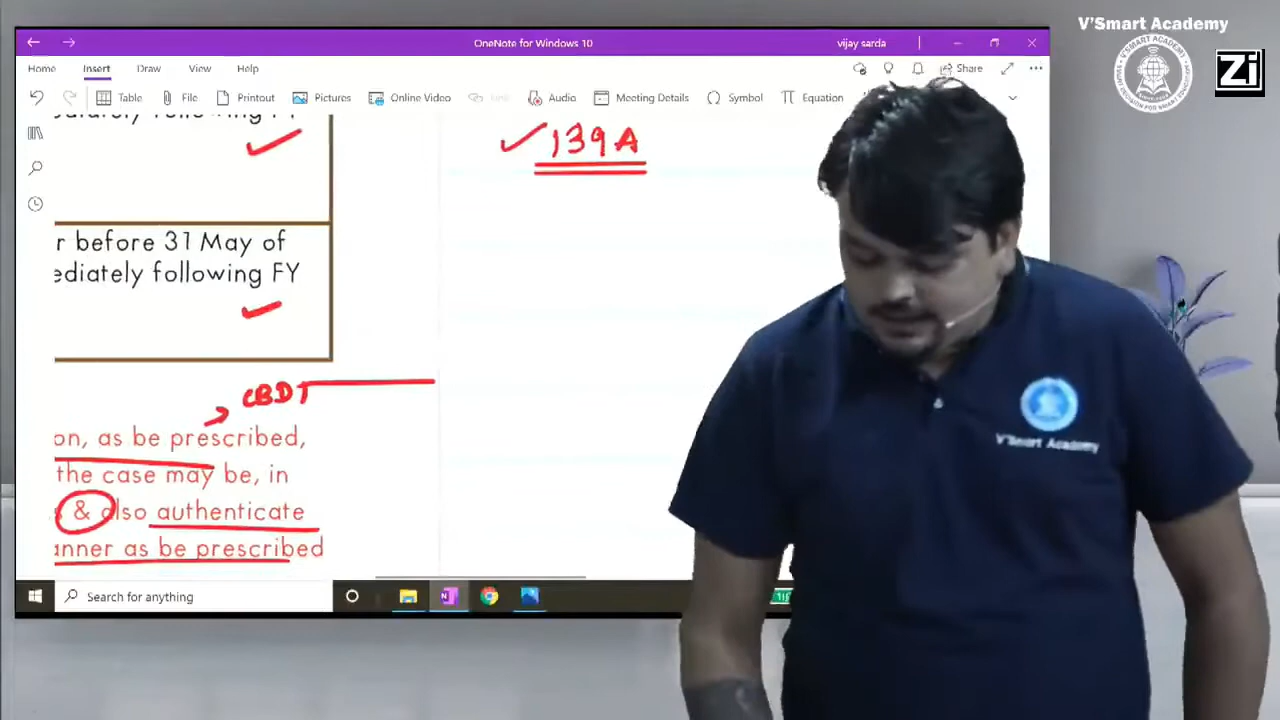 V'Smart Academy
Zi
OneNote for Windows 10
vijay sarda
Home Insert Draw View Help
Share
Table File Printout Pictures Online Video Link Audio Meeting Details Symbol Equation
139A
r before 31 May of
ediately following FY
CBDT
on, as be prescribed,
the case may be, in
& also authenticate
anner as be prescribed
V'Smart Academy
Search for anything